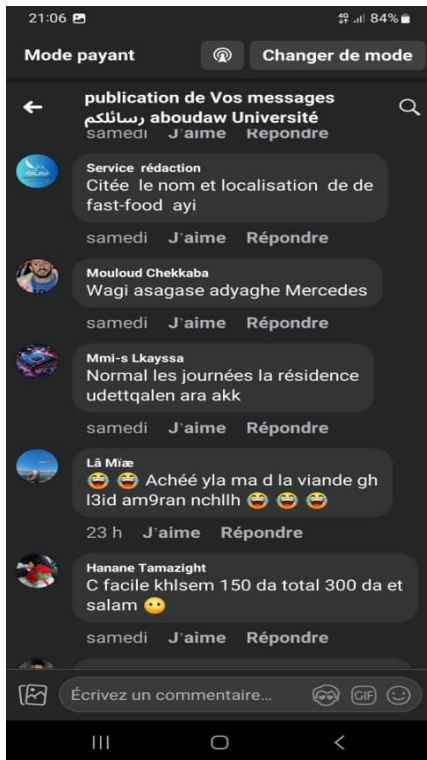 21:06
84%
Mode payant
Changer de mode
publication de Vos messages
رسائلكم aboudaw Université
samedi J'aime Répondre
Service rédaction
Citée le nom et localisation de de
fast-food ayi
samedi J'aime Répondre
Mouloud Chekkaba
Wagi asagase adyaghe Mercedes
samedi J'aime Répondre
Mmi-s Lkayssa
Normal les journées la résidence
udettqalen ara akk
samedi J'aime Répondre
Lâ Mïæ
😂 😂 Achéé yla ma d la viande gh
l3id am9ran nchllh 😂 😂 😂
23 h J'aime Répondre
Hanane Tamazight
C facile khlsem 150 da total 300 da et
salam 😶
samedi J'aime Répondre
Écrivez un commentaire...
GIF